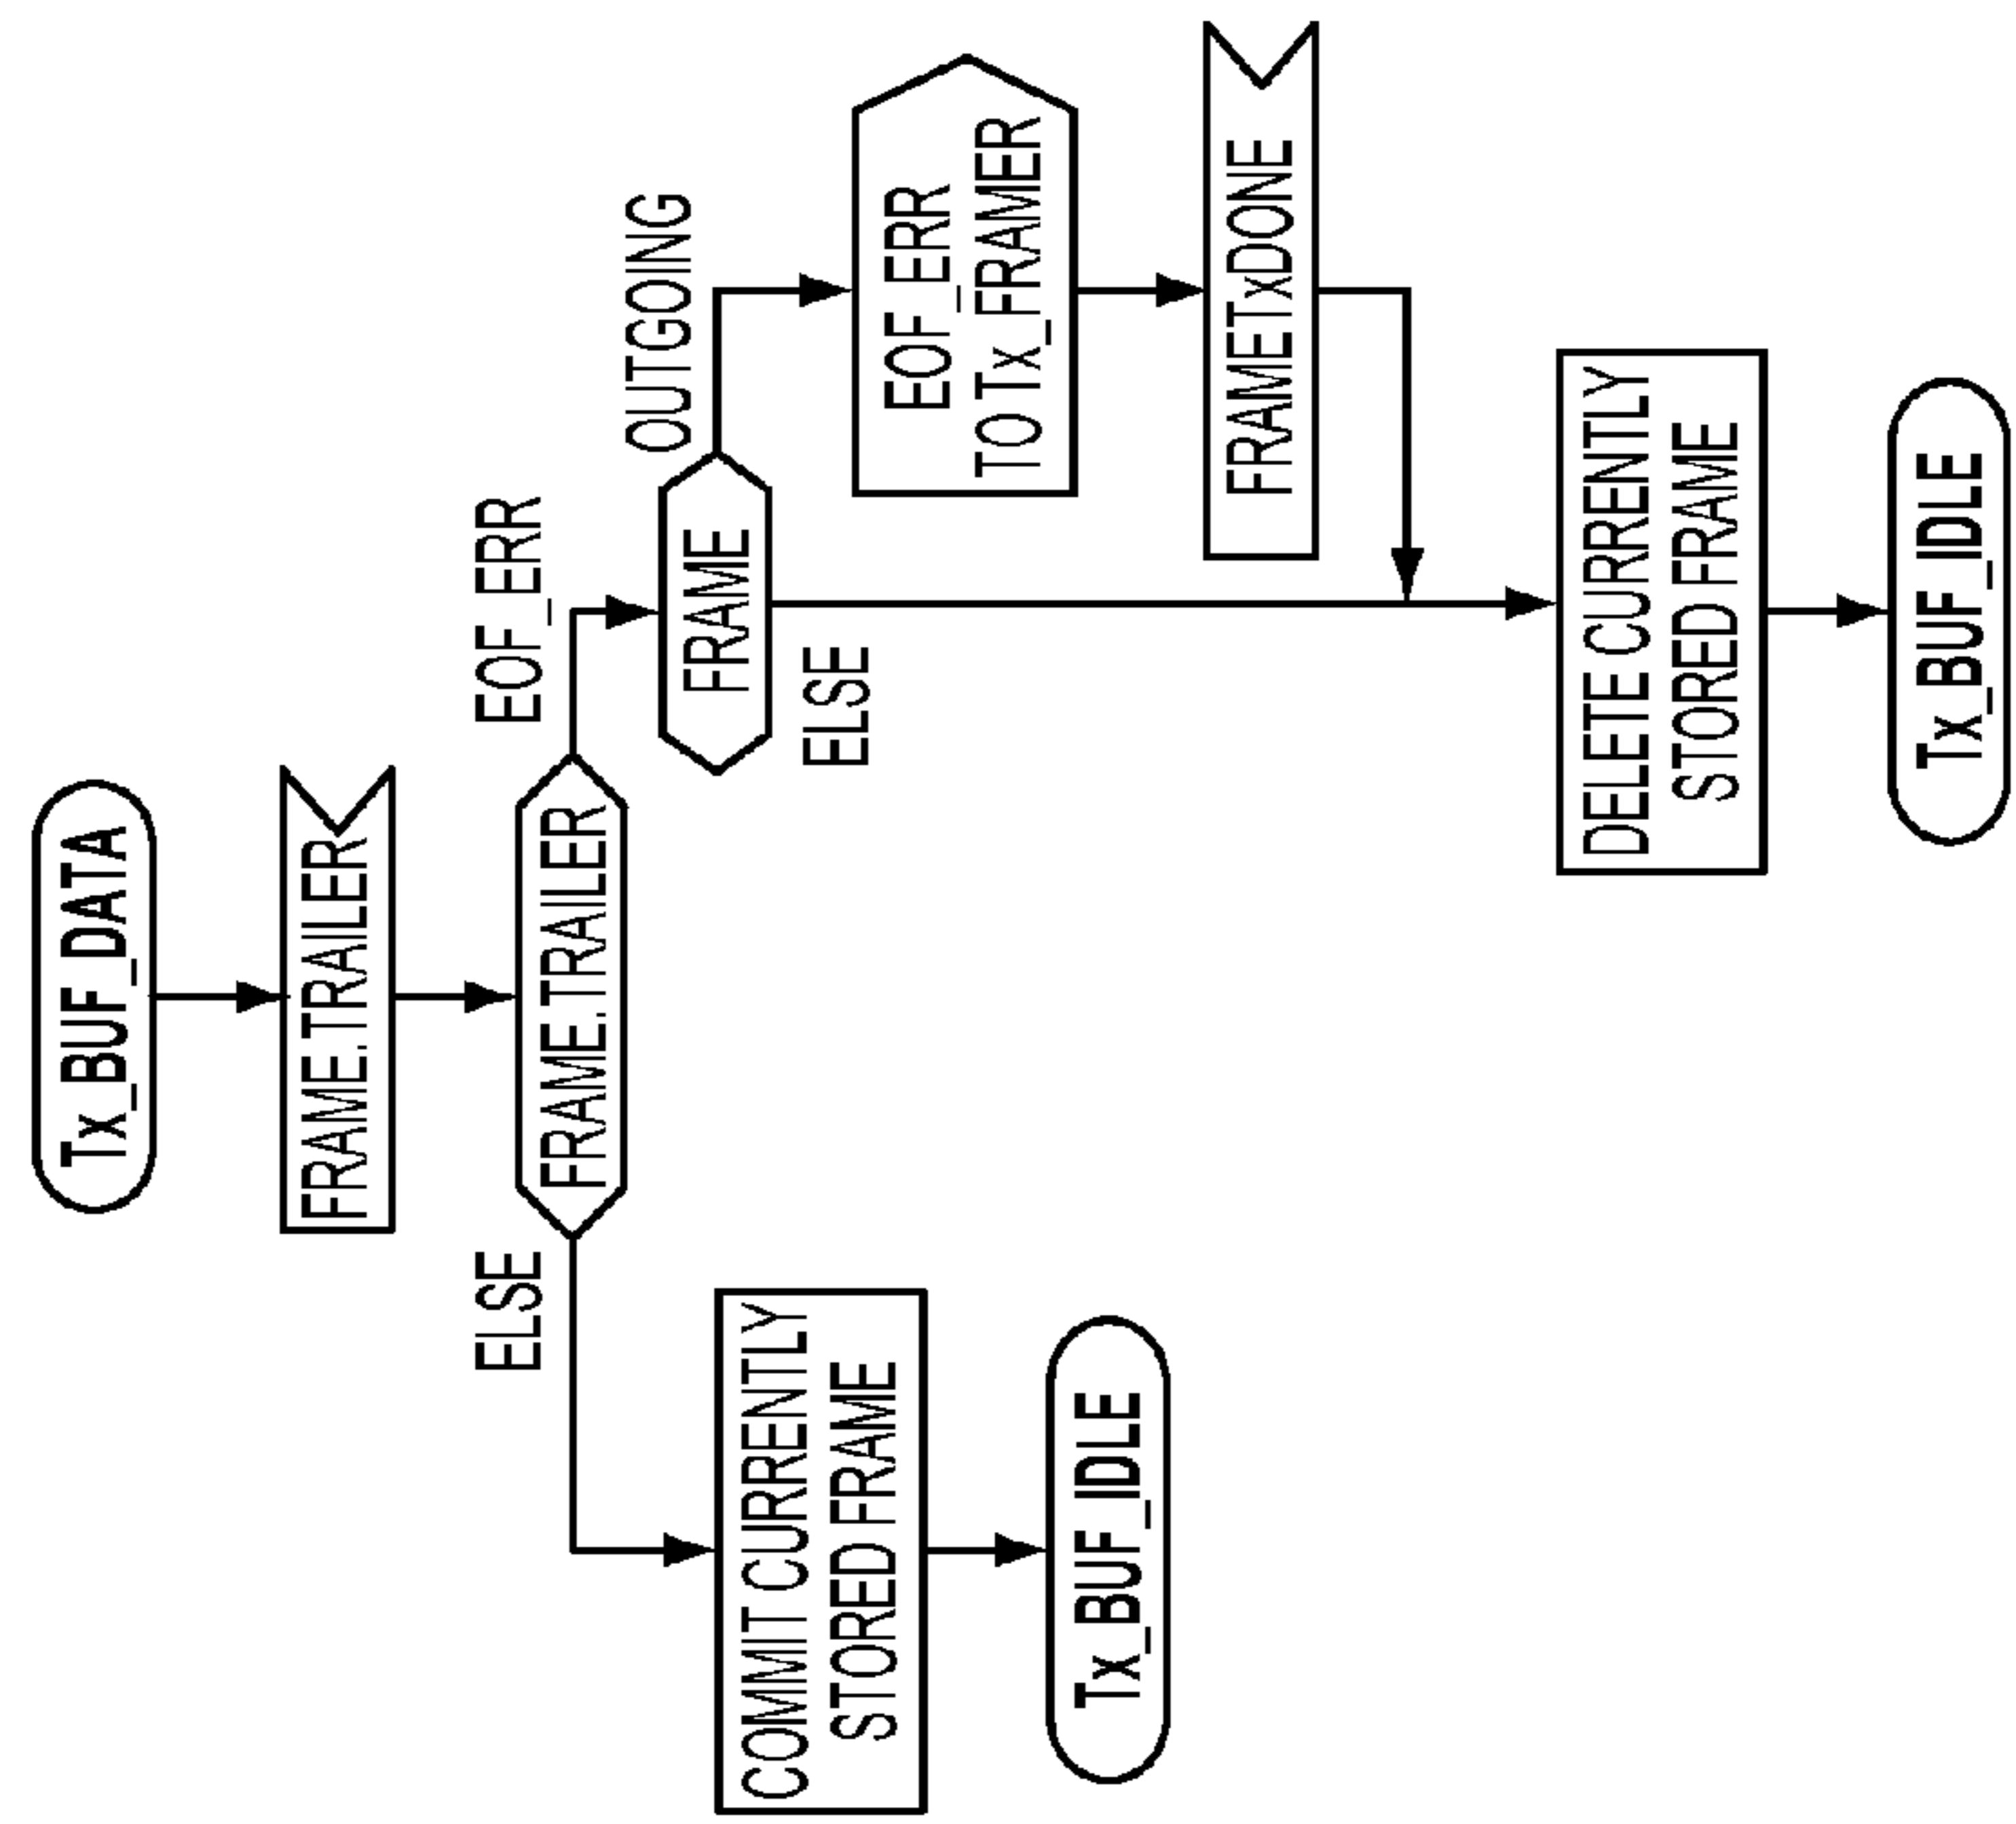 Tx_BUF_DATA
FRAME.TRAILER
FRAME.TRAILER
ELSE
EOF_ERR
COMMIT CURRENTLY
STORED FRAME
Tx_BUF_IDLE
FRAME
OUTGOING
ELSE
EOF_ERR
TO Tx_FRAMER
FRAMETxDONE
DELETE CURRENTLY
STORED FRAME
Tx_BUF_IDLE